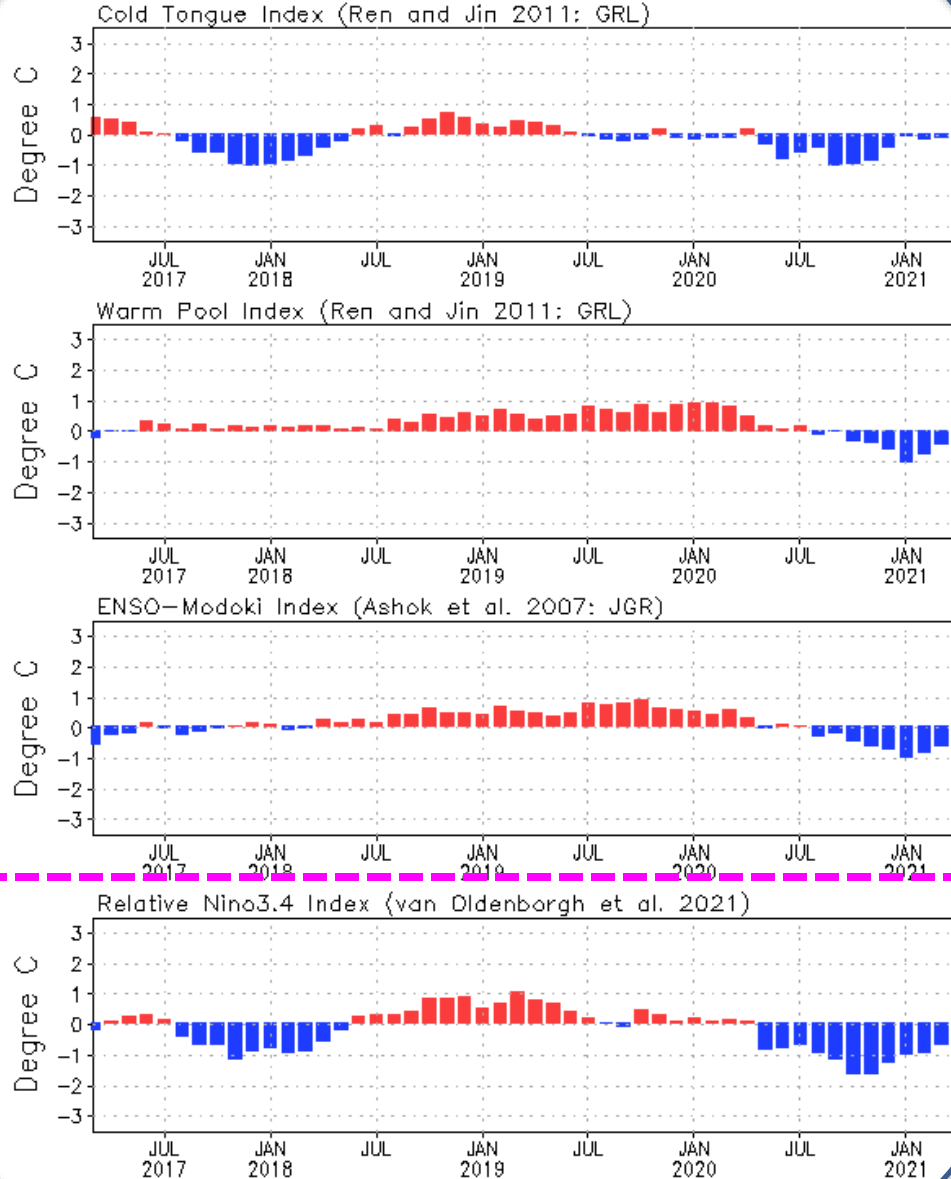 Cold Tongue Index (Ren and Jin 2011: GRL)
Degree C
3
2
1
0
−1
−2
−3
JUL JAN JUL JAN JUL JAN JUL JAN
2017 2018 2019 2020 2021
Warm Pool Index (Ren and Jin 2011: GRL)
Degree C
3
2
1
0
−1
−2
−3
JUL JAN JUL JAN JUL JAN JUL JAN
2017 2018 2019 2020 2021
ENSO−Modoki Index (Ashok et al. 2007: JGR)
Degree C
3
2
1
0
−1
−2
−3
JUL JAN JUL JAN JUL JAN JUL JAN
2017 2018 2019 2020 2021
Relative Nino3.4 Index (van Oldenborgh et al. 2021)
Degree C
3
2
1
0
−1
−2
−3
JUL JAN JUL JAN JUL JAN JUL JAN
2017 2018 2019 2020 2021